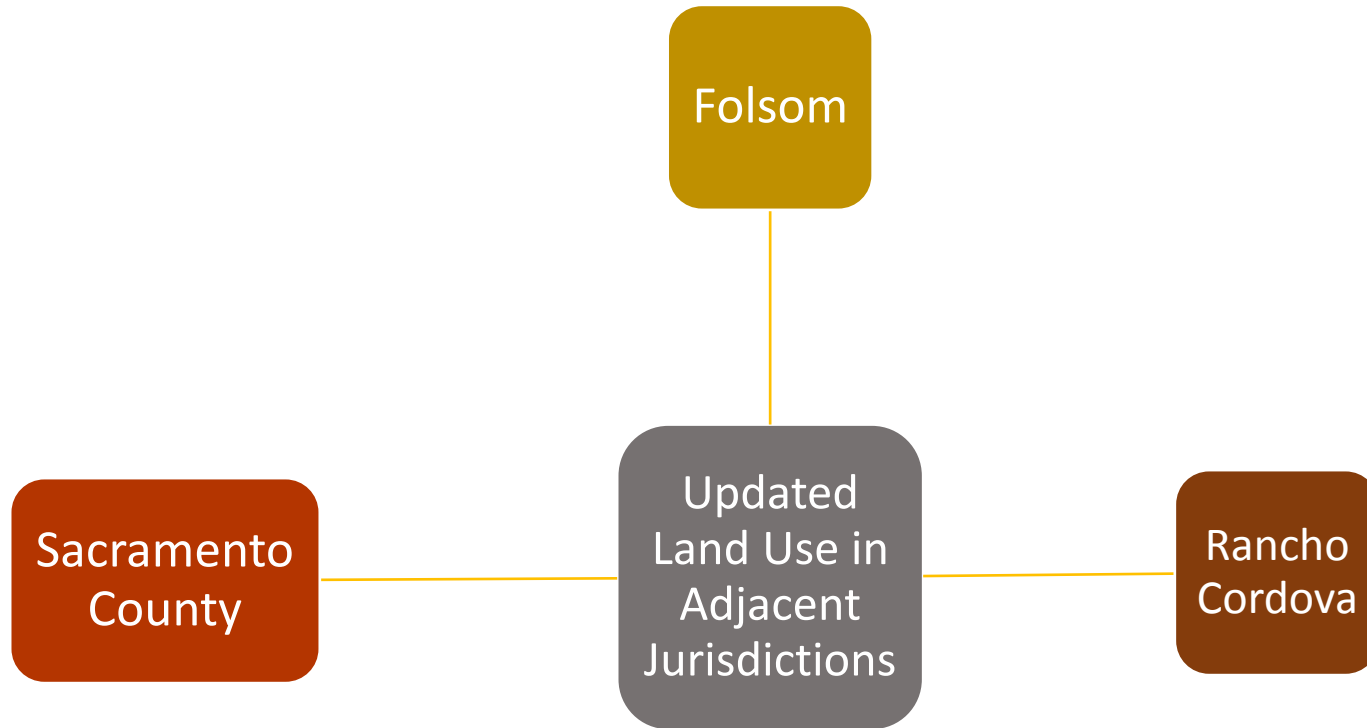 Folsom
Sacramento
County
Updated
Land Use in
Adjacent
Jurisdictions
Rancho
Cordova